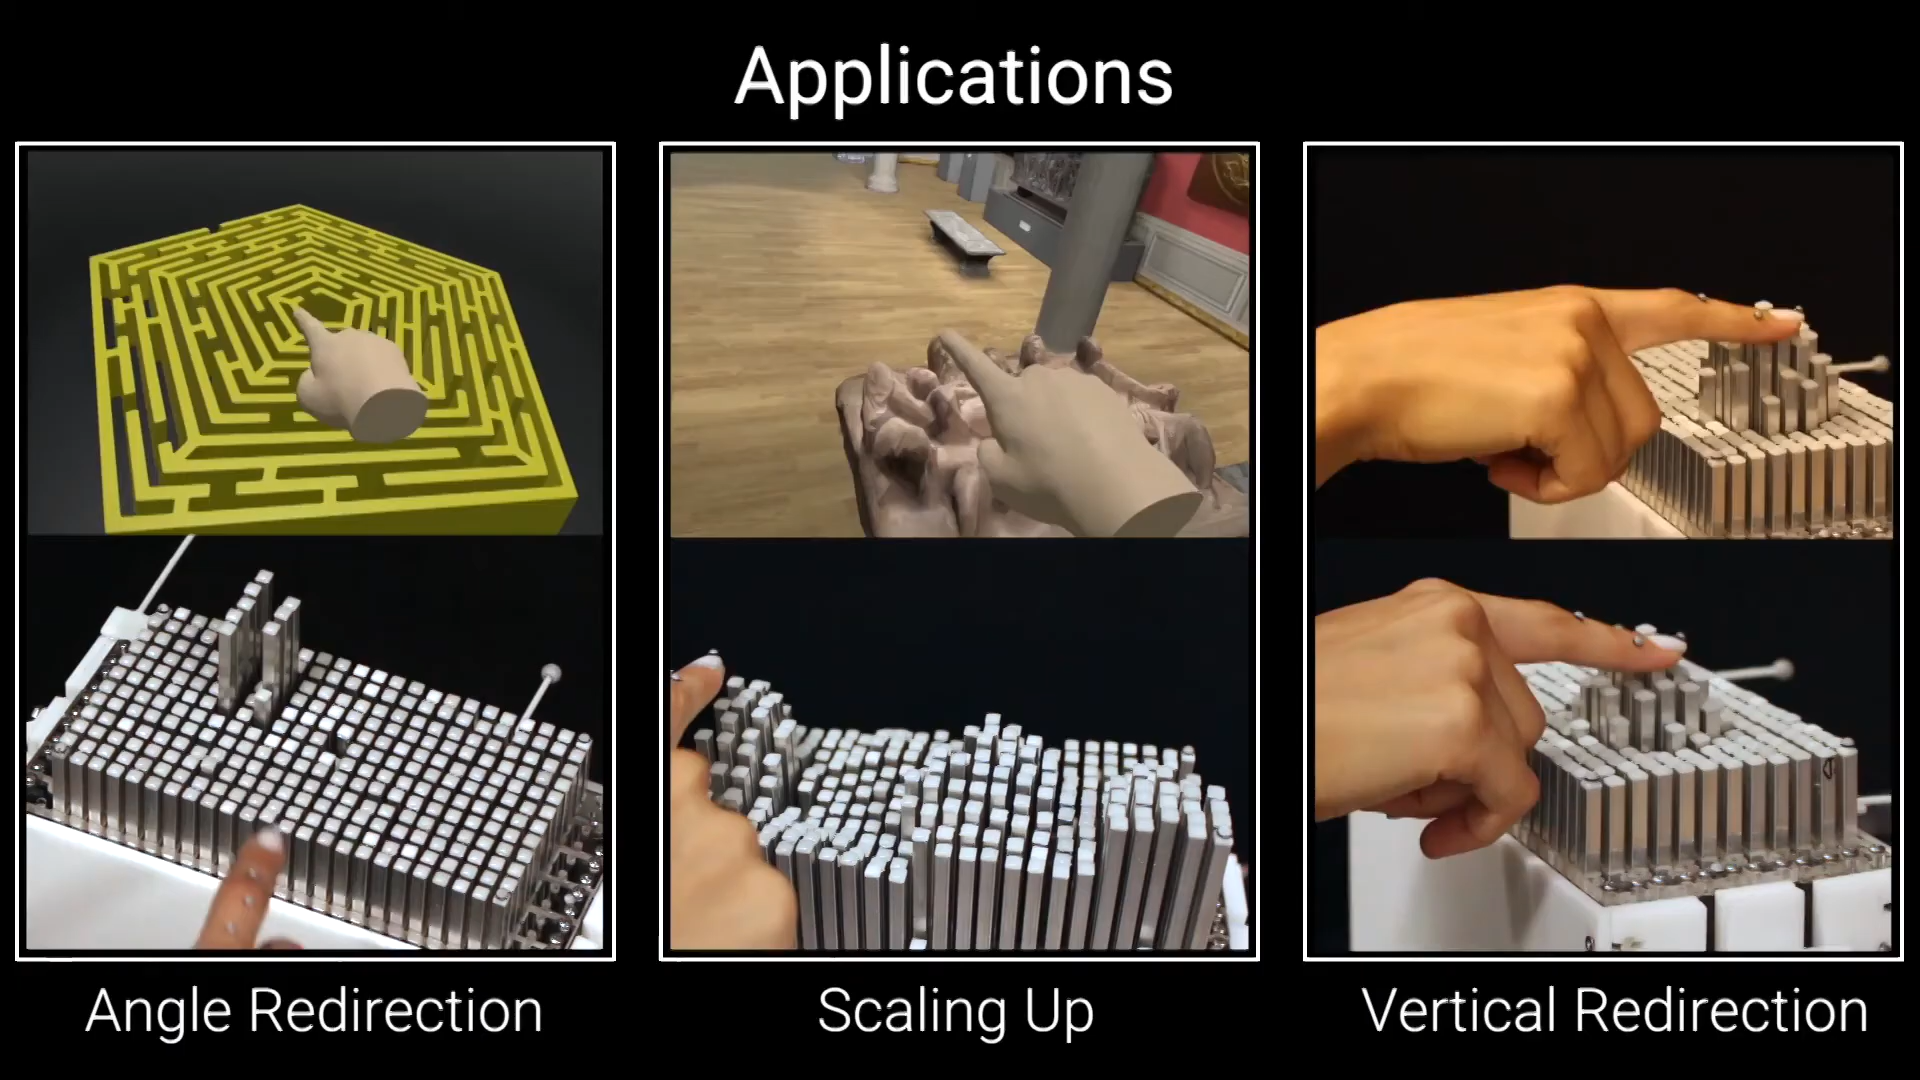 Applications
Angle Redirection
Scaling Up
Vertical Redirection